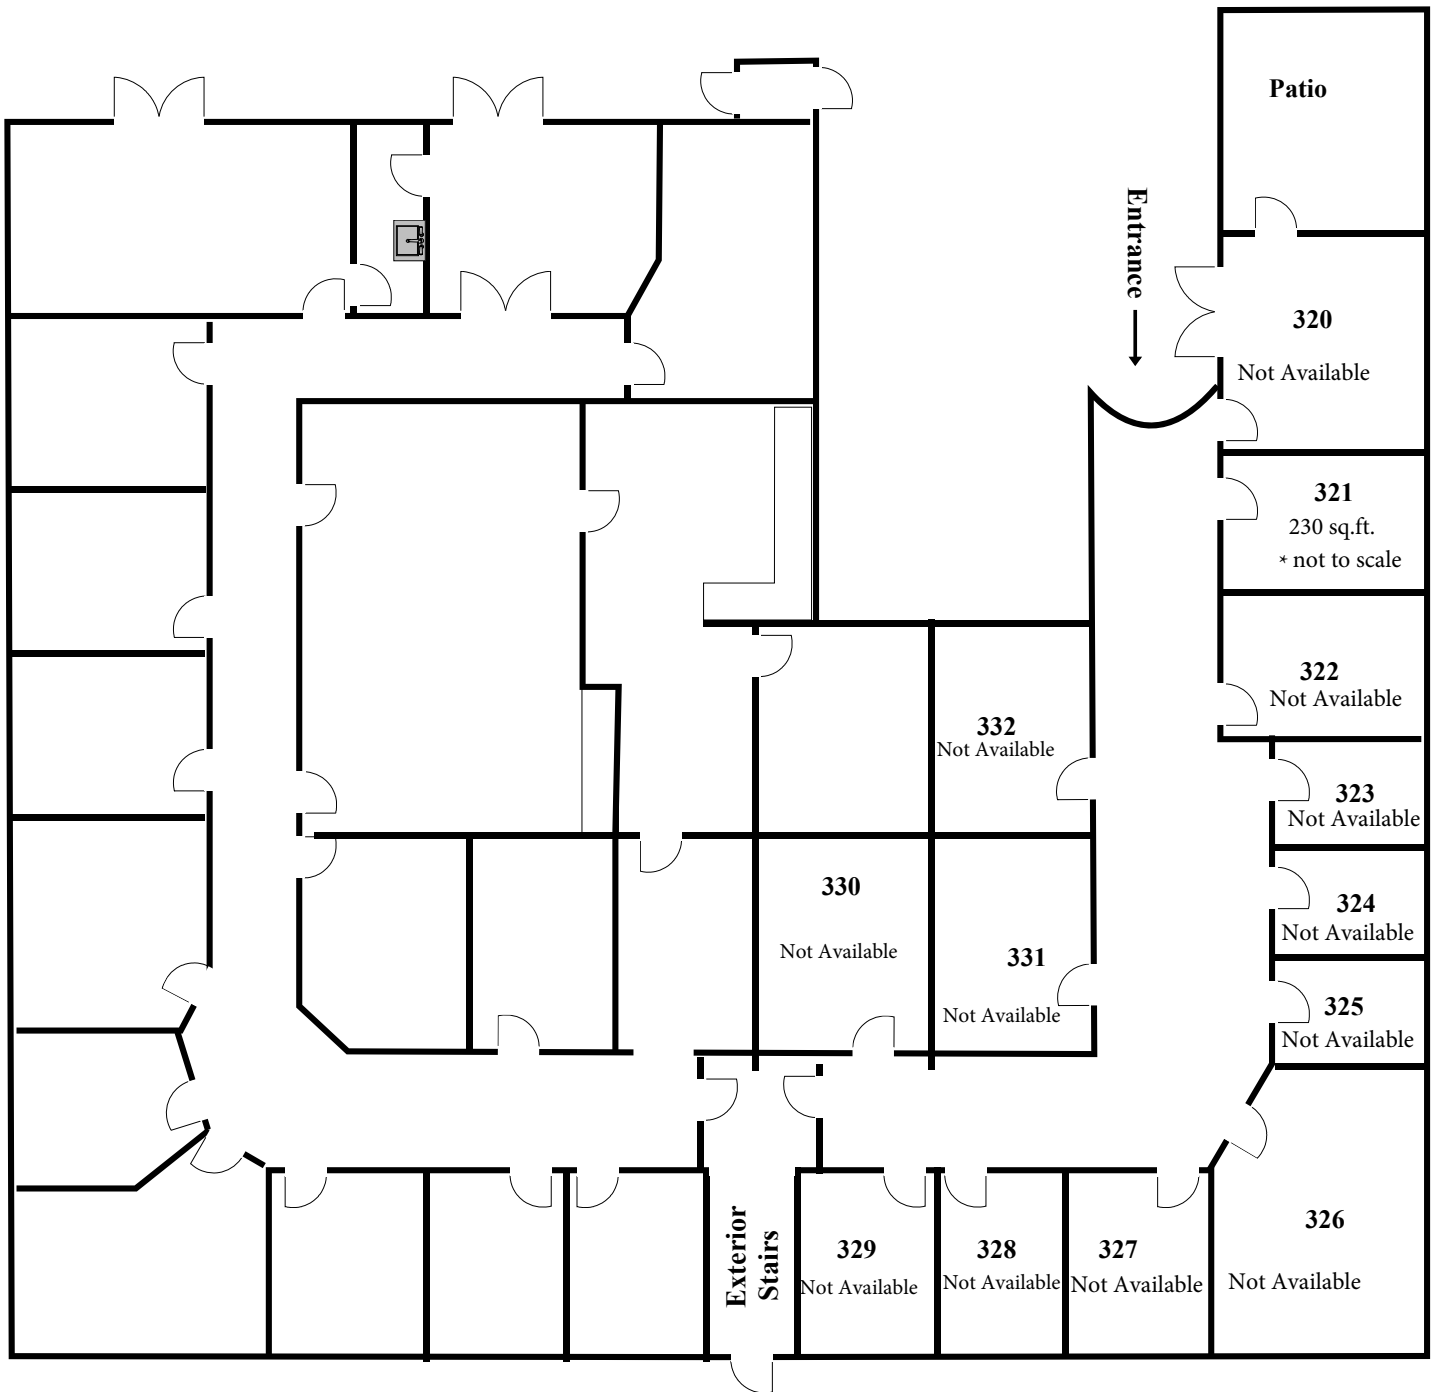 Patio
Entrance
320
Not Available
321
230 sq.ft.
* not to scale
322
Not Available
332
Not Available
323
Not Available
330
Not Available
324
Not Available
331
Not Available
325
Not Available
Exterior
Stairs
329
Not Available
328
Not Available
327
Not Available
326
Not Available